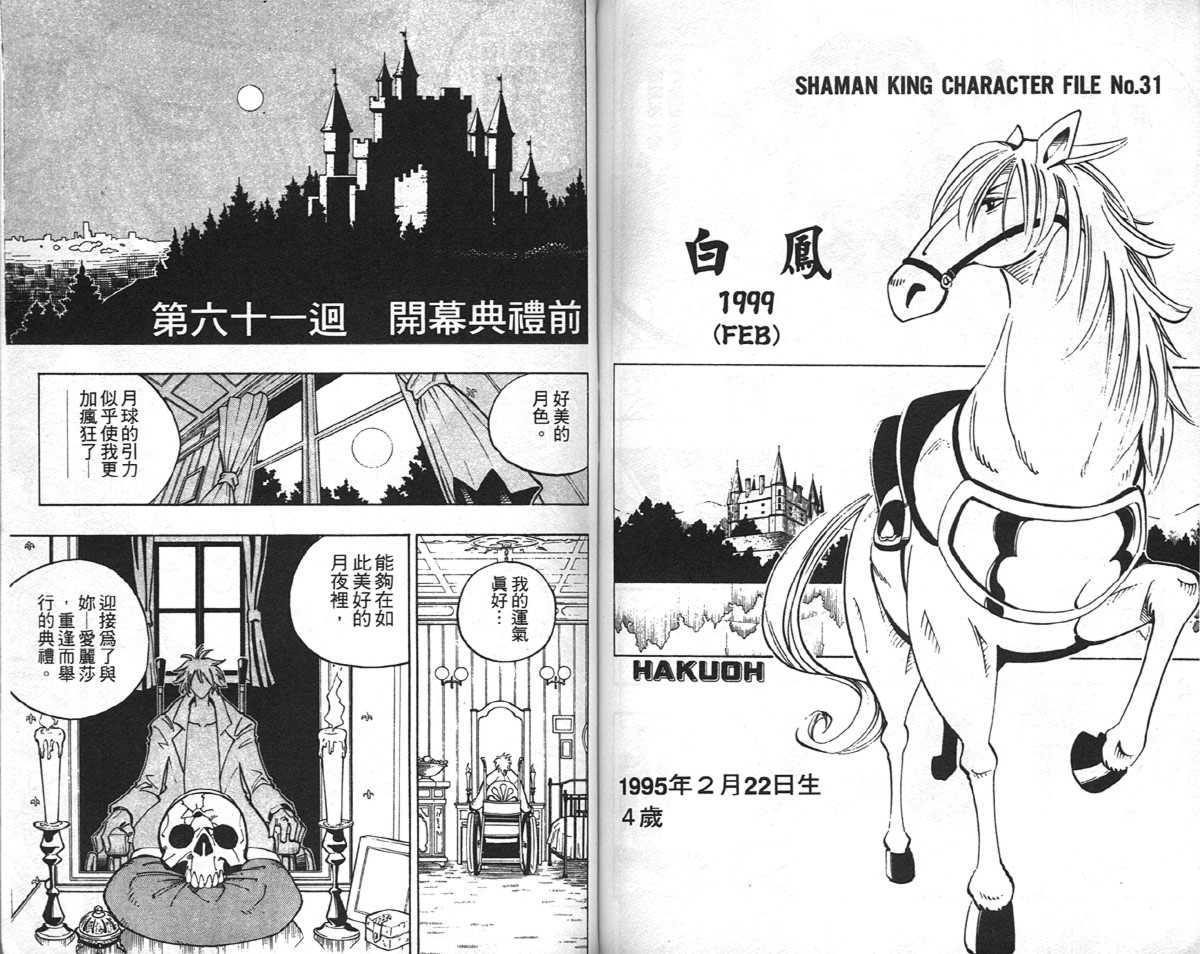 SHAMAN KING CHARACTER FILE No.31
白鳳
1999
(FEB)
HAKUOH
1995年2月22日生
4歲
第六十一迴 開幕典禮前
好美的
月色。
月球的引力
似乎使我更
加瘋狂了——
我的運氣
真好…
能夠在如
此美好的
月夜裡，
迎接為了與
妳—愛麗莎
，重逢而舉
行的典禮。